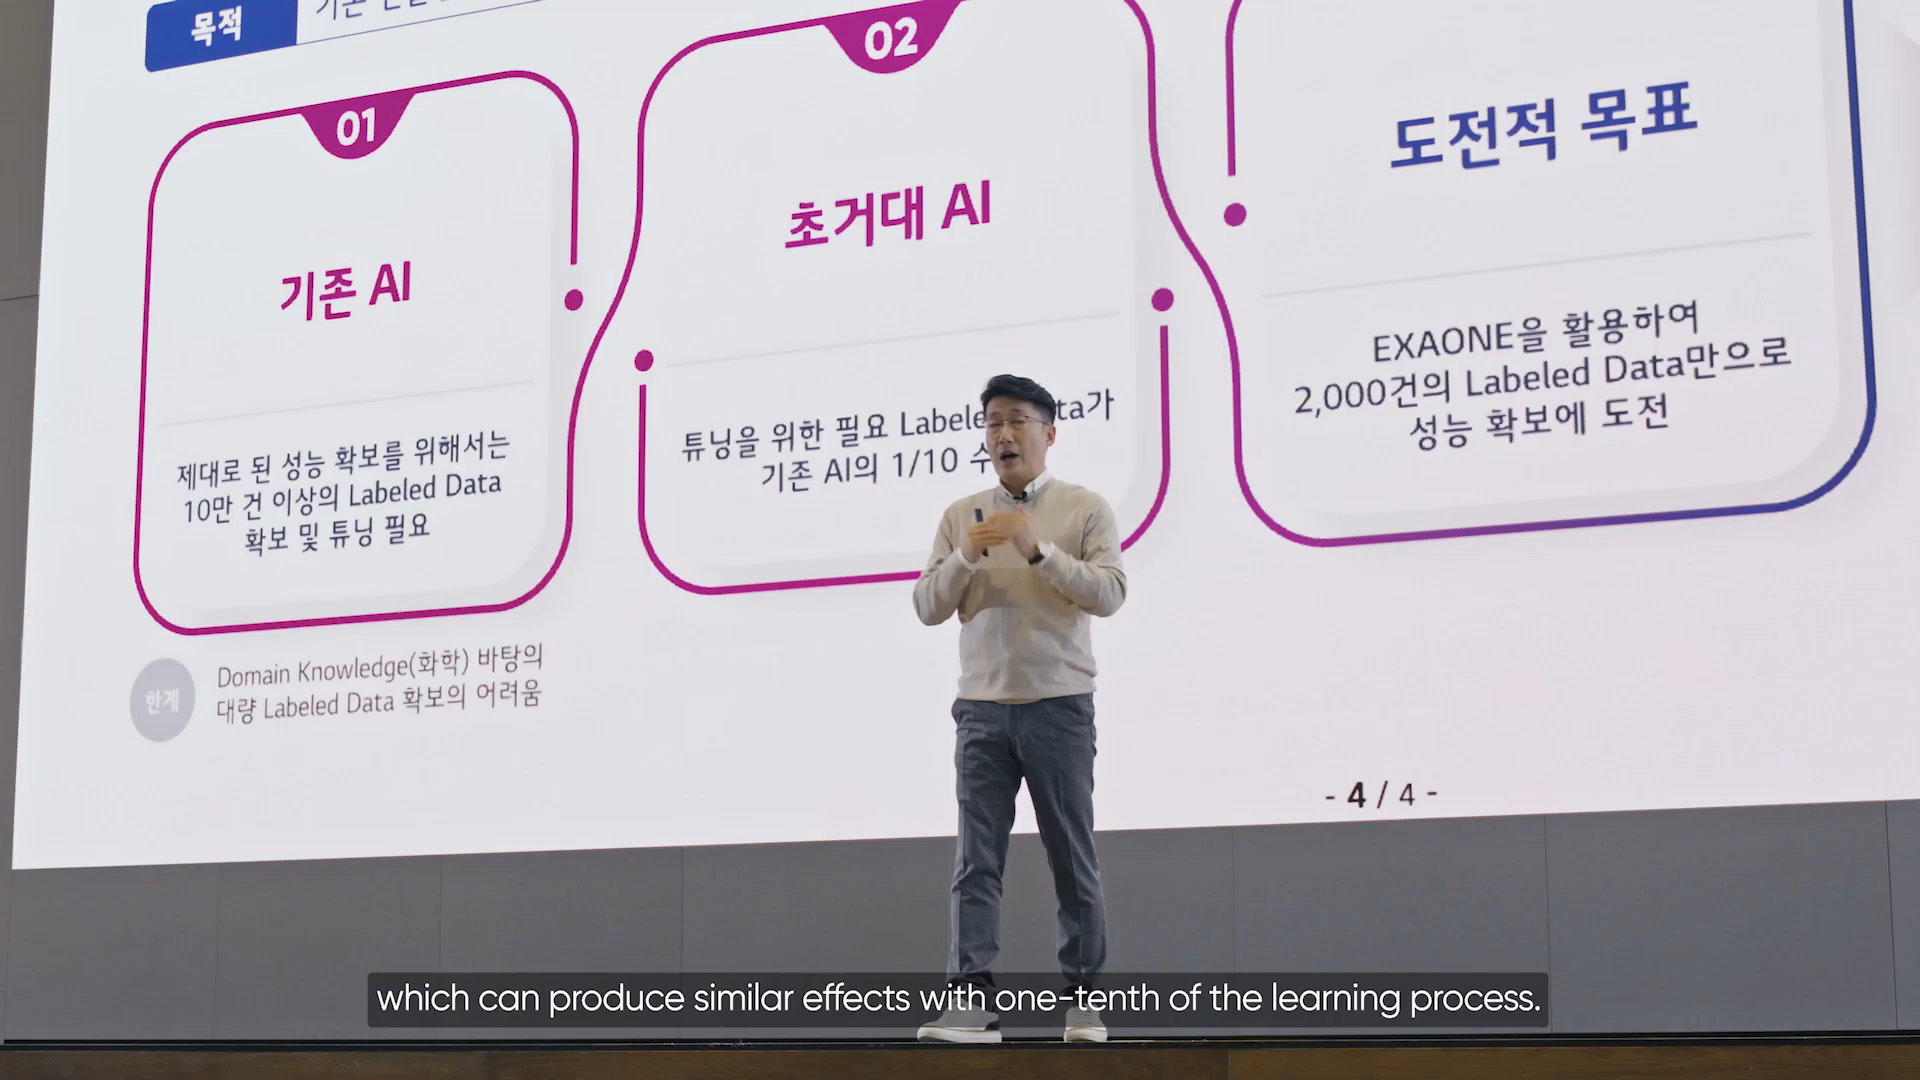 목적
기존
01
기존 AI
제대로 된 성능 확보를 위해서는
10만 건 이상의 Labeled Data
확보 및 튜닝 필요
한계
Domain Knowledge(화학) 바탕의
대량 Labeled Data 확보의 어려움
02
초거대 AI
튜닝을 위한 필요 Labele ta가
기존 AI의 1/10
도전적 목표
EXAONE을 활용하여
2,000건의 Labeled Data만으로
성능 확보에 도전
- 4 / 4 -
which can produce similar effects with one-tenth of the learning process.